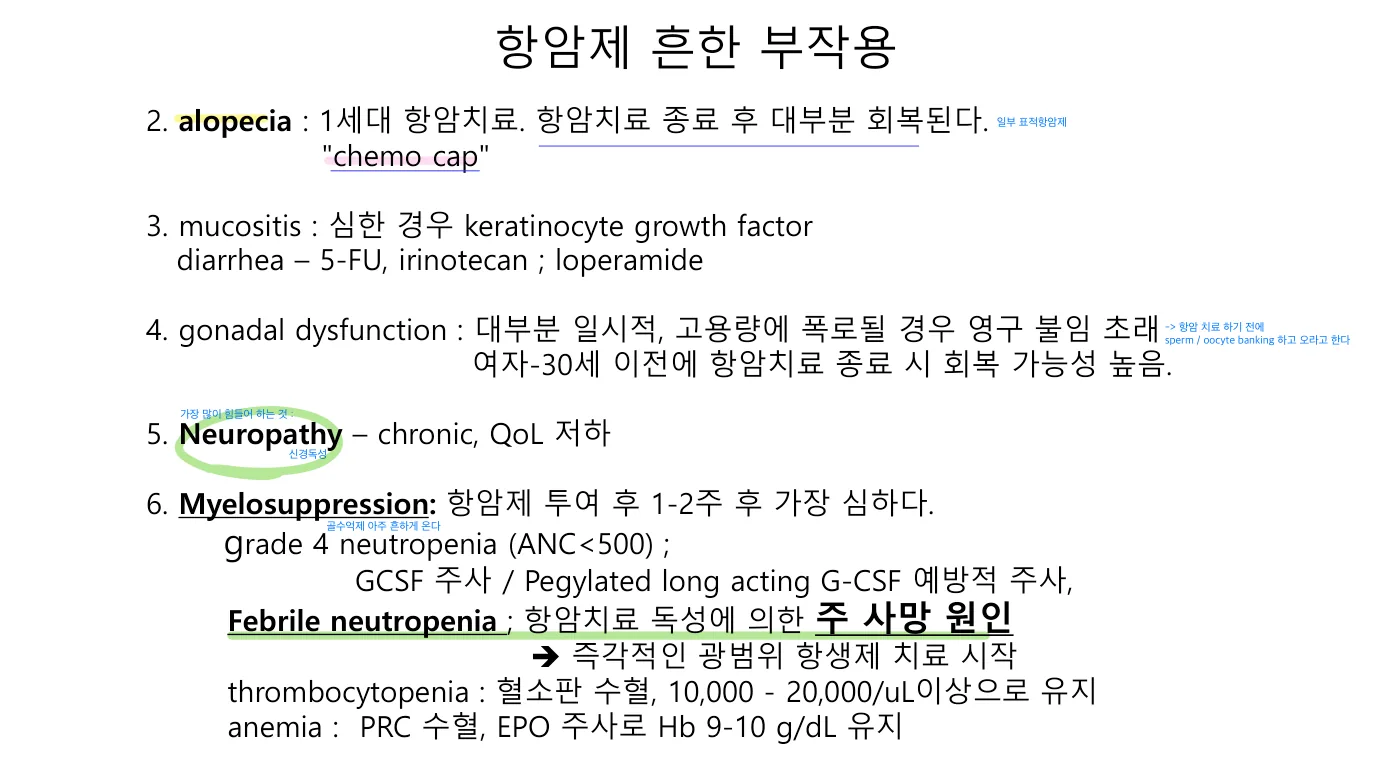 항암제 흔한 부작용
2. alopecia : 1세대 항암치료. 항암치료 종료 후 대부분 회복된다. 일부 표적항암제
"chemo cap"
3. mucositis : 심한 경우 keratinocyte growth factor
diarrhea – 5-FU, irinotecan ; loperamide
4. gonadal dysfunction : 대부분 일시적, 고용량에 폭로될 경우 영구 불임 초래
-> 항암 치료 하기 전에
sperm / oocyte banking 하고 오라고 한다
여자-30세 이전에 항암치료 종료 시 회복 가능성 높음.
가장 많이 힘들어 하는 것 :
5. Neuropathy – chronic, QoL 저하
신경독성
6. Myelosuppression: 항암제 투여 후 1-2주 후 가장 심하다.
골수억제 아주 흔하게 온다
grade 4 neutropenia (ANC<500) ;
GCSF 주사 / Pegylated long acting G-CSF 예방적 주사,
Febrile neutropenia ; 항암치료 독성에 의한 주 사망 원인
➔ 즉각적인 광범위 항생제 치료 시작
thrombocytopenia : 혈소판 수혈, 10,000 - 20,000/uL이상으로 유지
anemia : PRC 수혈, EPO 주사로 Hb 9-10 g/dL 유지